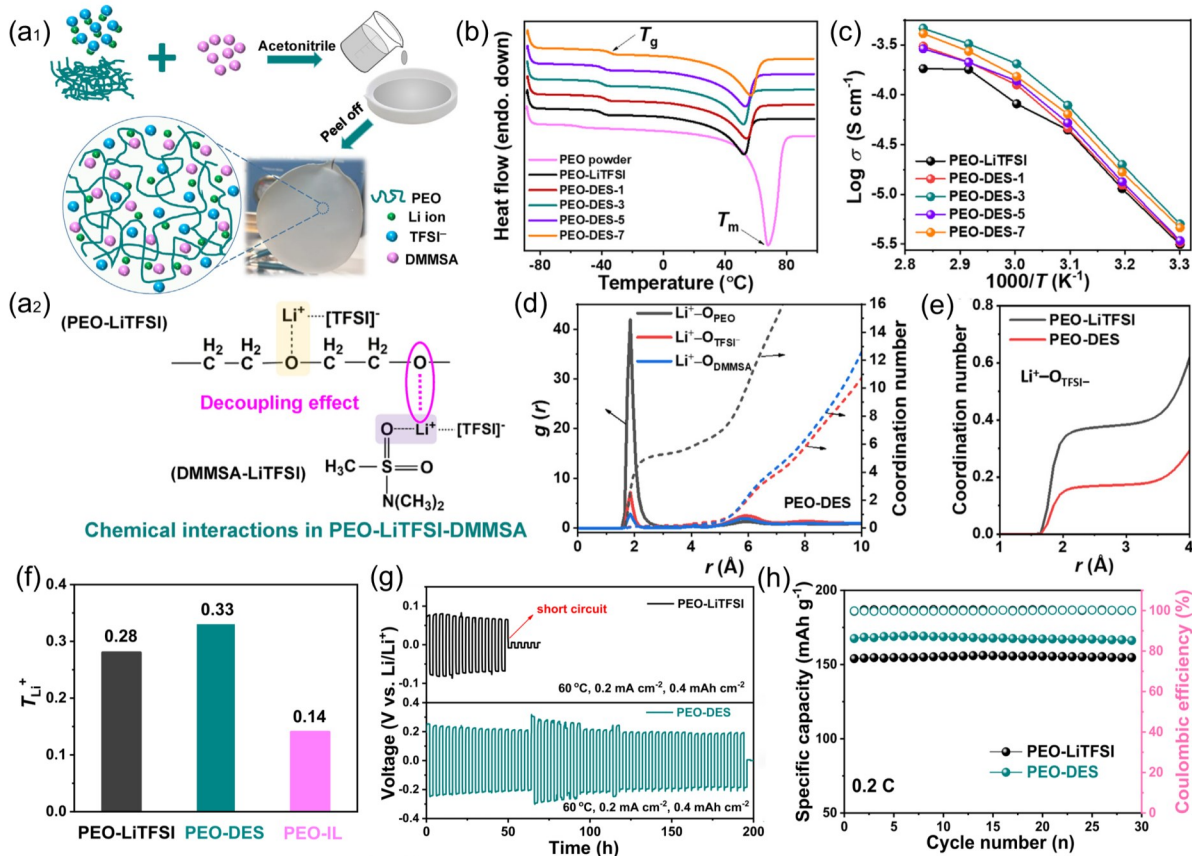 (a₁)
Acetonitrile
Peel off
PEO
Li ion
TFSI⁻
DMMSA
(b)
Tg
Heat flow (endo. down)
PEO powder
PEO-LiTFSI
PEO-DES-1
PEO-DES-3
PEO-DES-5
PEO-DES-7
Tm
-80 -40 0 40 80
Temperature (°C)
(c)
Log σ (S cm⁻¹)
-3.5
-4.0
-4.5
-5.0
-5.5
PEO-LiTFSI
PEO-DES-1
PEO-DES-3
PEO-DES-5
PEO-DES-7
2.8 2.9 3.0 3.1 3.2 3.3
1000/T (K⁻¹)
(a₂)
(PEO-LiTFSI)
Li⁺ [TFSI]⁻
H₂ H₂ H₂ H₂
C C O C C O
Decoupling effect
O Li⁺ [TFSI]⁻
(DMMSA-LiTFSI)
H₃C S O
N(CH₃)₂
Chemical interactions in PEO-LiTFSI-DMMSA
(d)
g (r)
40
30
20
10
0
Li⁺–O PEO
Li⁺–O TFSI⁻
Li⁺–O DMMSA
PEO-DES
16
14
12
10
8
6
4
2
0
Coordination number
0 2 4 6 8 10
r (Å)
(e)
Coordination number
0.8
0.6
0.4
0.2
0.0
PEO-LiTFSI
PEO-DES
Li⁺–O TFSI–
1 2 3 4
r (Å)
(f)
T Li⁺
0.4
0.3
0.2
0.1
0.0
0.28
0.33
0.14
PEO-LiTFSI PEO-DES PEO-IL
(g)
Voltage (V vs. Li/Li⁺)
0.1
0.0
-0.1
short circuit
PEO-LiTFSI
60 °C, 0.2 mA cm⁻², 0.4 mAh cm⁻²
0.4
0.2
0.0
-0.2
-0.4
PEO-DES
60 °C, 0.2 mA cm⁻², 0.4 mAh cm⁻²
0 50 100 150 200
Time (h)
(h)
Specific capacity (mAh g⁻¹)
200
150
100
50
PEO-LiTFSI
PEO-DES
0.2 C
100
80
60
40
20
0
Coulombic efficiency (%)
0 5 10 15 20 25 30
Cycle number (n)